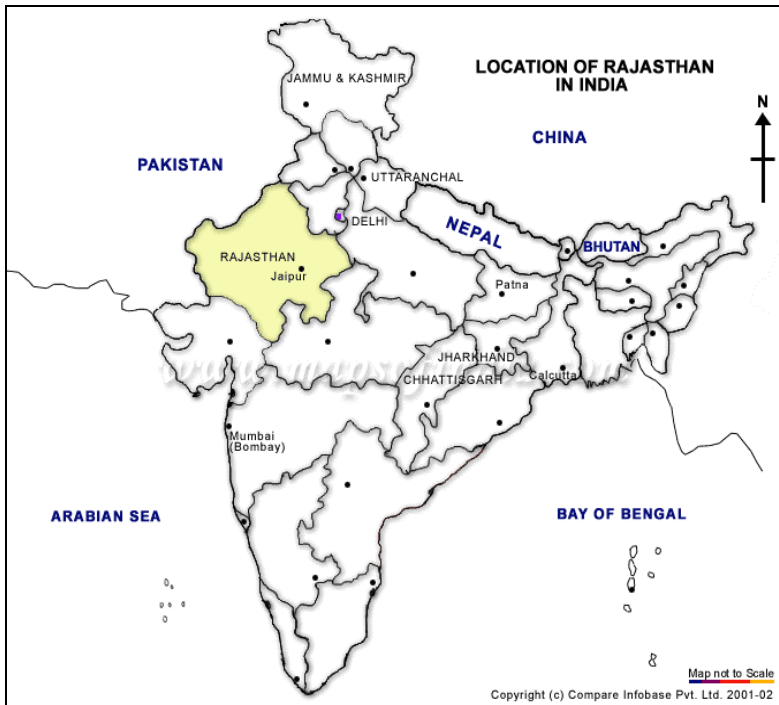 LOCATION OF RAJASTHAN
IN INDIA
JAMMU & KASHMIR
N
CHINA
PAKISTAN
UTTARANCHAL
DELHI
NEPAL
BHUTAN
RAJASTHAN
Jaipur
Patna
JHARKHAND
CHHATTISGARH
Calcutta
Mumbai
(Bombay)
ARABIAN SEA
BAY OF BENGAL
Map not to Scale
Copyright (c) Compare Infobase Pvt. Ltd. 2001-02